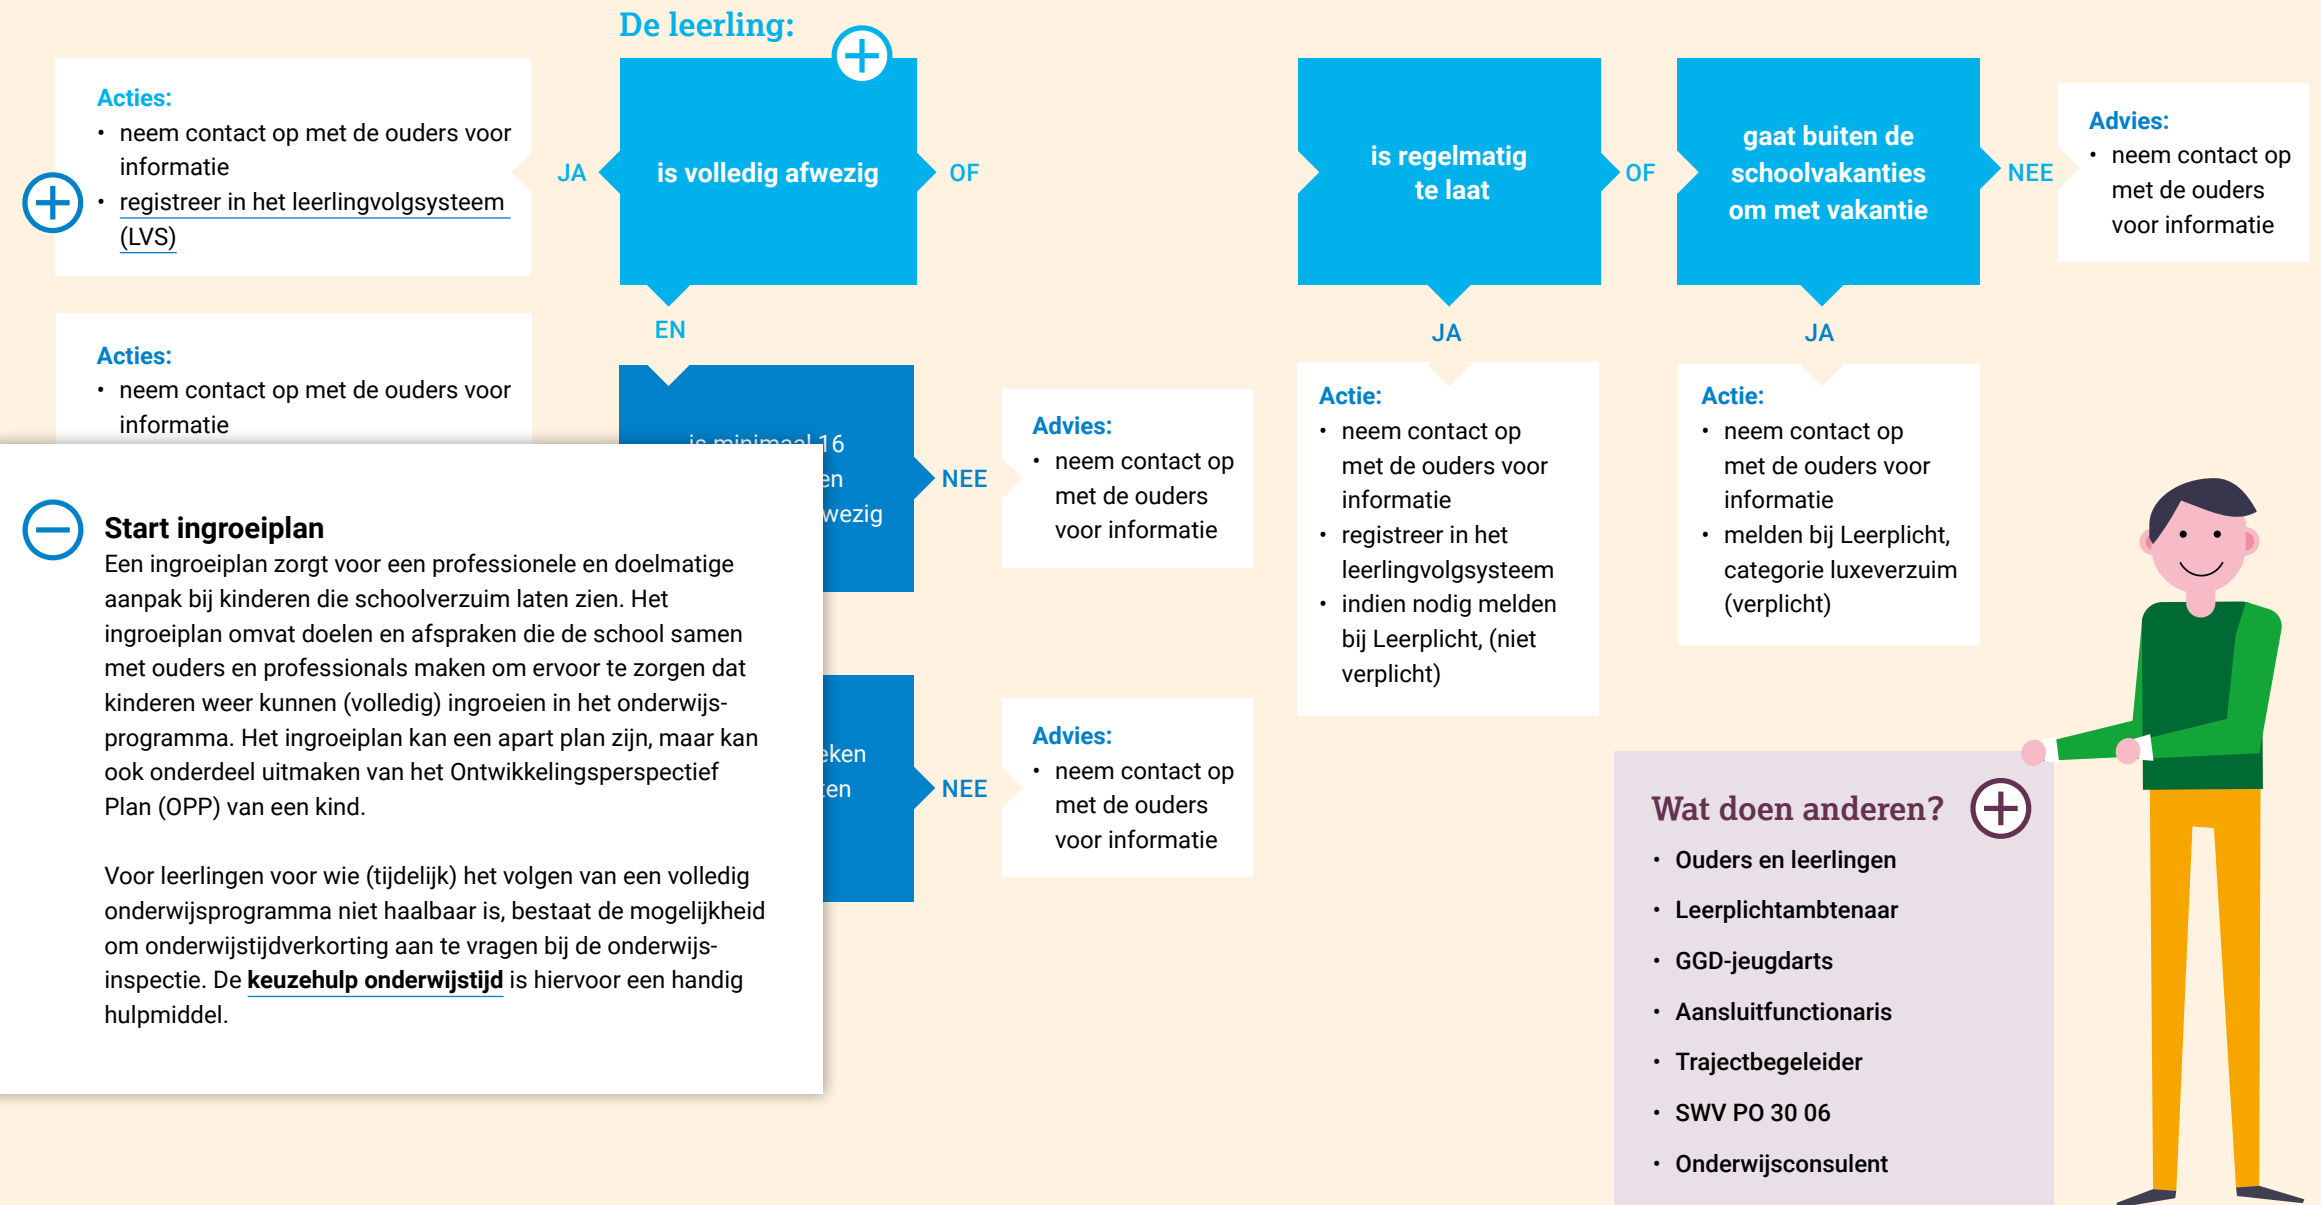 De leerling:
Acties:
• neem contact op met de ouders voor
informatie
• registreer in het leerlingvolgsysteem
(LVS)
JA
is volledig afwezig
OF
is regelmatig
te laat
OF
gaat buiten de
schoolvakanties
om met vakantie
NEE
Advies:
• neem contact op
met de ouders
voor informatie
EN
JA
JA
Acties:
• neem contact op met de ouders voor
informatie
is minimaal 16
en
wezig
NEE
Advies:
• neem contact op
met de ouders
voor informatie
Actie:
• neem contact op
met de ouders voor
informatie
• registreer in het
leerlingvolgsysteem
• indien nodig melden
bij Leerplicht, (niet
verplicht)
Actie:
• neem contact op
met de ouders voor
informatie
• melden bij Leerplicht,
categorie luxeverzuim
(verplicht)
Start ingroeiplan
Een ingroeiplan zorgt voor een professionele en doelmatige
aanpak bij kinderen die schoolverzuim laten zien. Het
ingroeiplan omvat doelen en afspraken die de school samen
met ouders en professionals maken om ervoor te zorgen dat
kinderen weer kunnen (volledig) ingroeien in het onderwijs-
programma. Het ingroeiplan kan een apart plan zijn, maar kan
ook onderdeel uitmaken van het Ontwikkelingsperspectief
Plan (OPP) van een kind.
Voor leerlingen voor wie (tijdelijk) het volgen van een volledig
onderwijsprogramma niet haalbaar is, bestaat de mogelijkheid
om onderwijstijdverkorting aan te vragen bij de onderwijs-
inspectie. De keuzehulp onderwijstijd is hiervoor een handig
hulpmiddel.
eken
ten
NEE
Advies:
• neem contact op
met de ouders
voor informatie
Wat doen anderen?
• Ouders en leerlingen
• Leerplichtambtenaar
• GGD-jeugdarts
• Aansluitfunctionaris
• Trajectbegeleider
• SWV PO 30 06
• Onderwijsconsulent